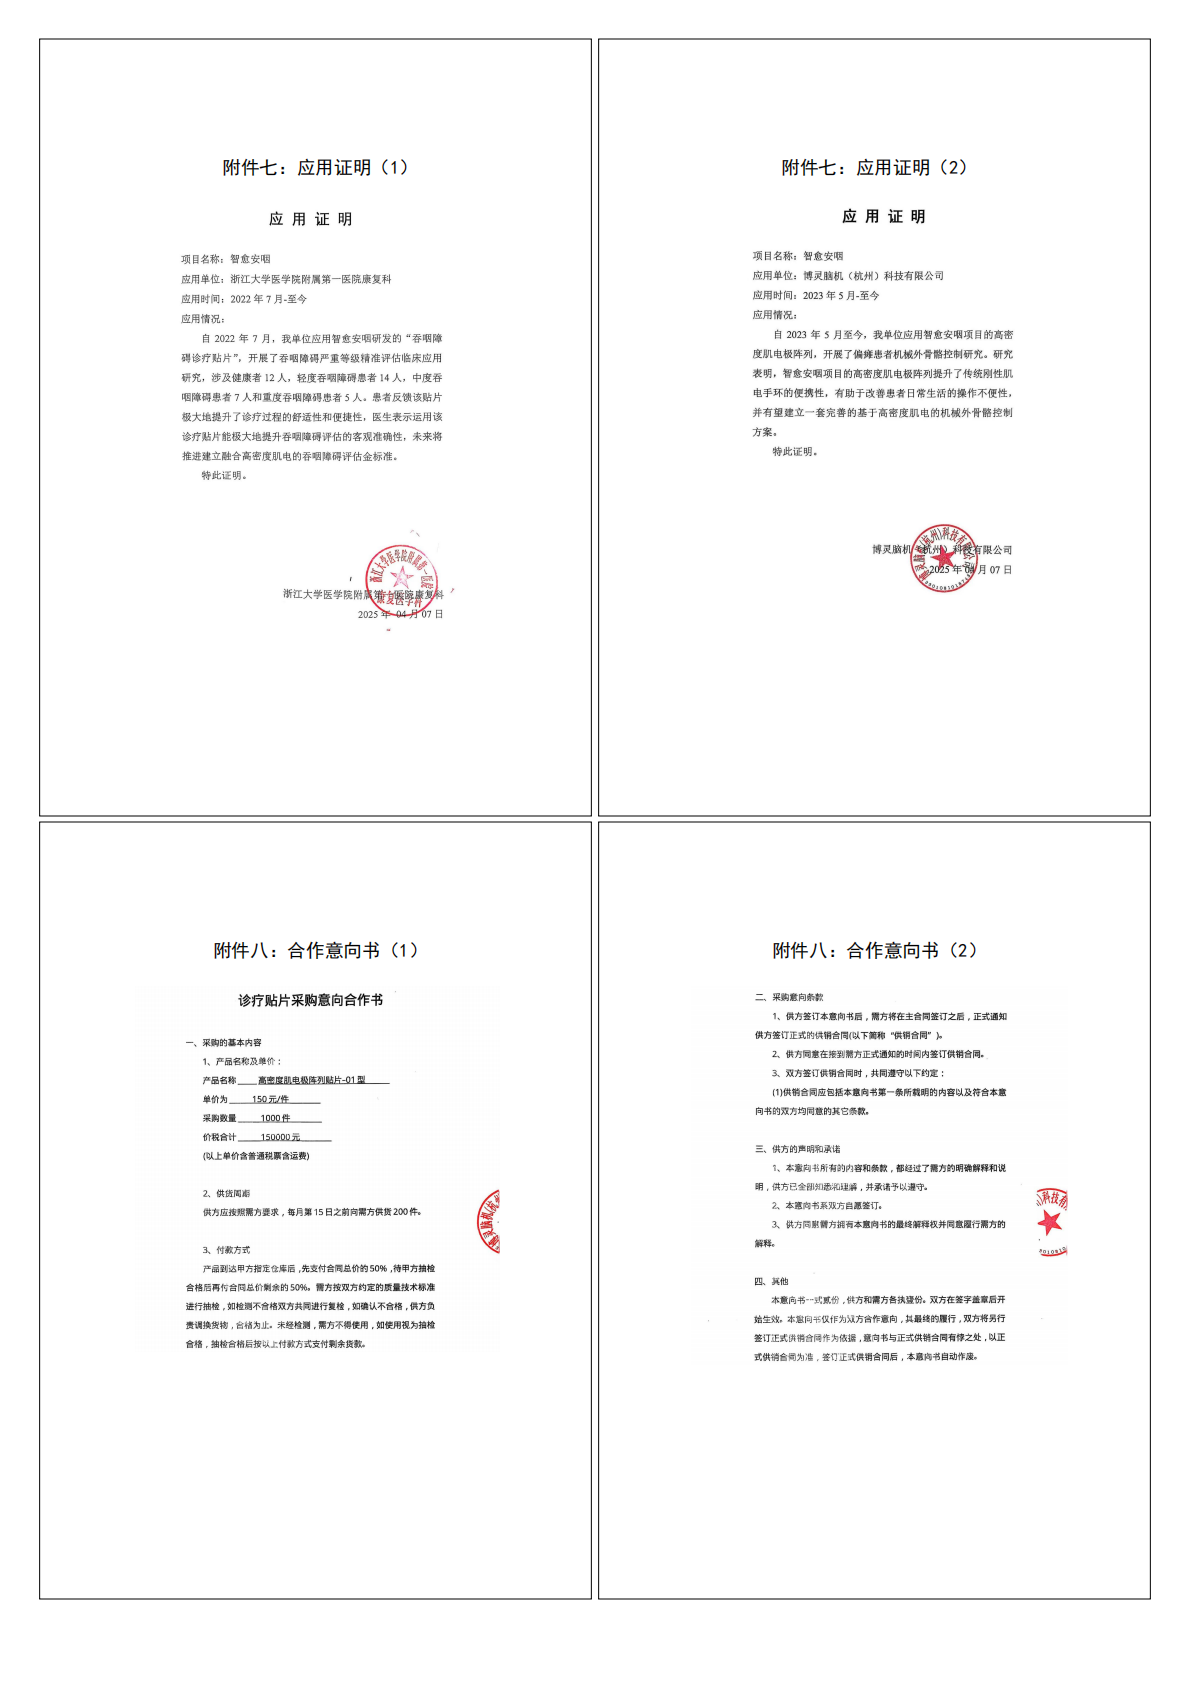 附件七：应用证明（1）
应 用 证 明
项目名称：智愈安咽
应用单位：浙江大学医学院附属第一医院康复科
应用时间：2022 年 7 月-至今
应用情况：
自 2022 年 7 月，我单位应用智愈安咽研发的“吞咽障
碍诊疗贴片”，开展了吞咽障碍严重等级精准评估临床应用
研究，涉及健康者 12 人，轻度吞咽障碍患者 14 人，中度吞
咽障碍患者 7 人和重度吞咽障碍患者 5 人。患者反馈该贴片
极大地提升了诊疗过程的舒适性和便捷性，医生表示运用该
诊疗贴片能极大地提升吞咽障碍评估的客观准确性，未来将
推进建立融合高密度肌电的吞咽障碍评估金标准。
特此证明。
浙江大学医学院附属第一医院康复科
2025 年 04 月 07 日
附件七：应用证明（2）
应 用 证 明
项目名称：智愈安咽
应用单位：博灵脑机（杭州）科技有限公司
应用时间：2023 年 5 月-至今
应用情况：
自 2023 年 5 月至今，我单位应用智愈安咽项目的高密
度肌电极阵列，开展了偏瘫患者机械外骨骼控制研究。研究
表明，智愈安咽项目的高密度肌电极阵列提升了传统刚性肌
电手环的便携性，有助于改善患者日常生活的操作不便性，
并有望建立一套完善的基于高密度肌电的机械外骨骼控制
方案。
特此证明。
博灵脑机（杭州）科技有限公司
2025 年 04 月 07 日
附件八：合作意向书（1）
诊疗贴片采购意向合作书
一、采购的基本内容
1、产品名称及单价：
产品名称 高密度肌电极阵列贴片-01 型
单价为 150 元/件
采购数量 1000 件
价税合计 150000 元
(以上单价含普通税票含运费)
2、供货周期
供方应按照需方要求，每月第 15 日之前向需方供货 200 件。
3、付款方式
产品到达甲方指定仓库后，先支付合同总价的 50%，待甲方抽检
合格后再付合同总价剩余的 50%。需方按双方约定的质量技术标准
进行抽检，如检测不合格双方共同进行复检，如确认不合格，供方负
责调换货物，合格为止。未经检测，需方不得使用，如使用视为抽检
合格，抽检合格后按以上付款方式支付剩余货款。
附件八：合作意向书（2）
二、采购意向条款
1、供方签订本意向书后，需方将在主合同签订之后，正式通知
供方签订正式的供销合同(以下简称 “供销合同” )。
2、供方同意在接到需方正式通知的时间内签订供销合同。
3、双方签订供销合同时，共同遵守以下约定：
(1)供销合同应包括本意向书第一条所载明的内容以及符合本意
向书的双方均同意的其它条款。
三、供方的声明和承诺
1、本意向书所有的内容和条款，都经过了需方的明确解释和说
明，供方已全部知悉和理解，并承诺予以遵守。
2、本意向书系双方自愿签订。
3、供方同意需方拥有本意向书的最终解释权并同意履行需方的
解释。
四、其他
本意向书一式贰份，供方和需方各执壹份。双方在签字盖章后开
始生效。本意向书仅作为双方合作意向，其最终的履行，双方将另行
签订正式供销合同作为依据，意向书与正式供销合同有悖之处，以正
式供销合同为准，签订正式供销合同后，本意向书自动作废。